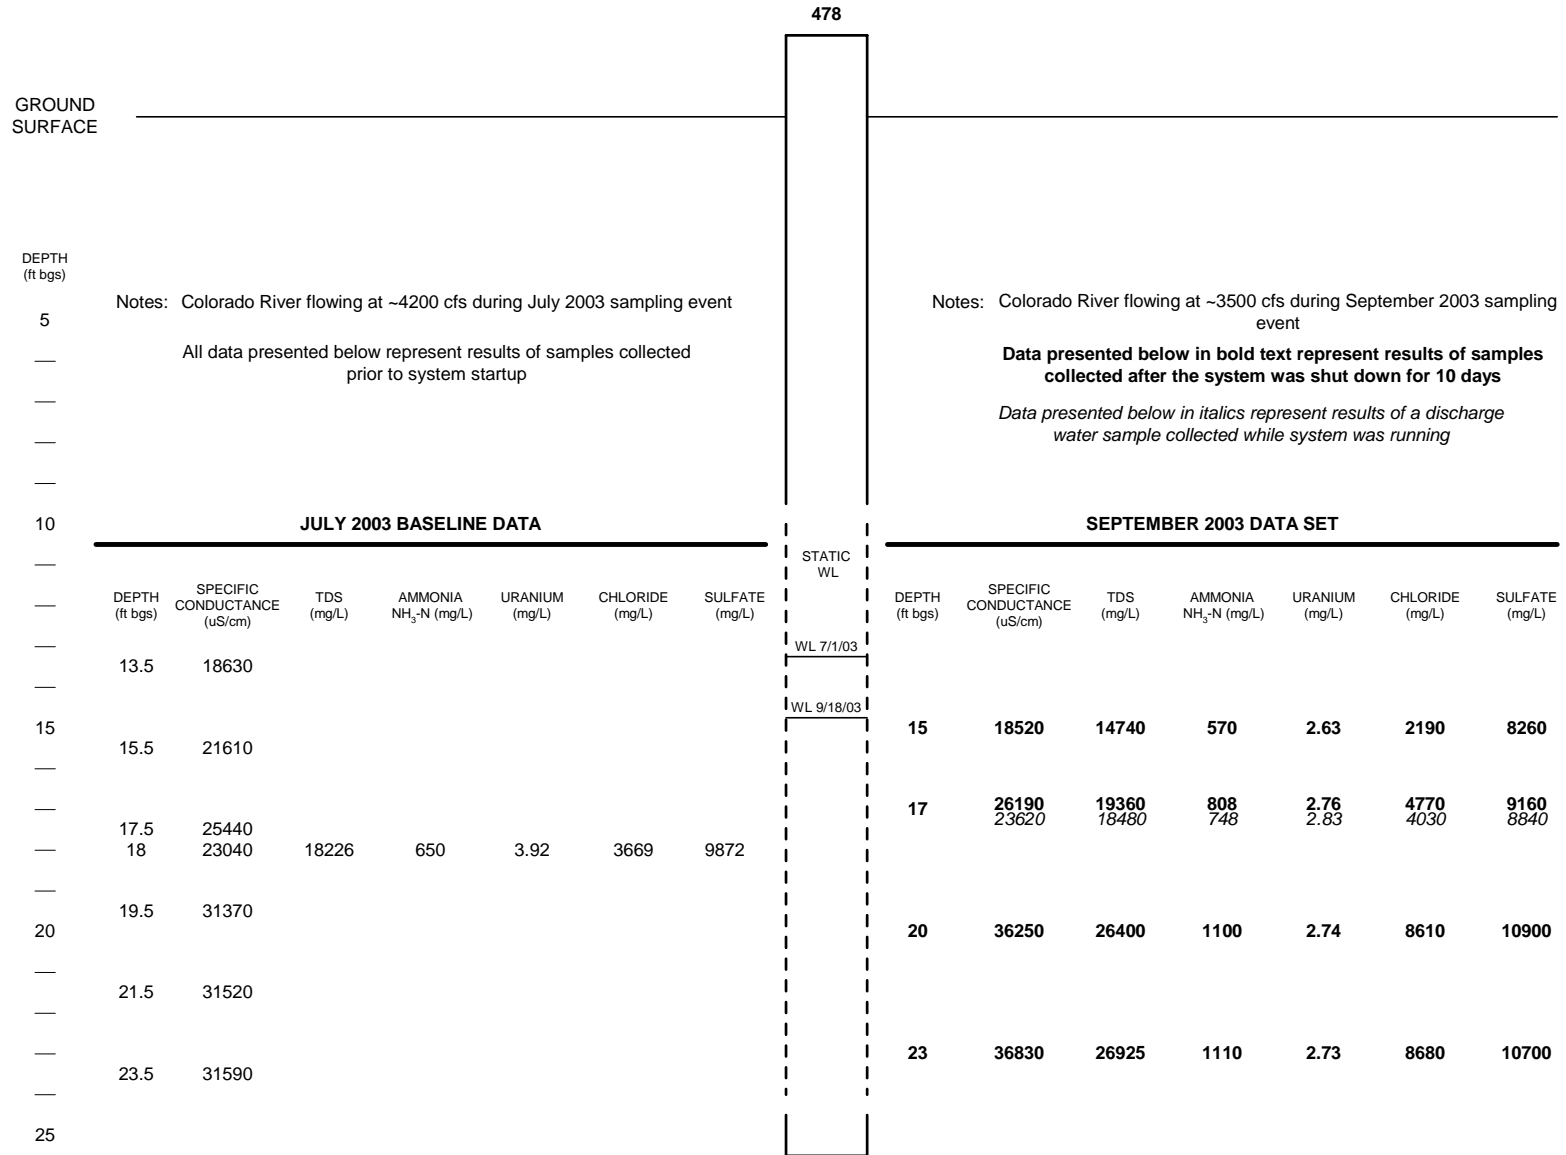 478
GROUND
SURFACE
DEPTH
(ft bgs)
5
10
15
20
25
Notes: Colorado River flowing at ~4200 cfs during July 2003 sampling event
All data presented below represent results of samples collected
prior to system startup
JULY 2003 BASELINE DATA
DEPTH (ft bgs) SPECIFIC CONDUCTANCE (uS/cm) TDS (mg/L) AMMONIA NH3-N (mg/L) URANIUM (mg/L) CHLORIDE (mg/L) SULFATE (mg/L)
13.5 18630
15.5 21610
17.5 25440
18 23040 18226 650 3.92 3669 9872
19.5 31370
21.5 31520
23.5 31590
STATIC
WL
WL 7/1/03
WL 9/18/03
Notes: Colorado River flowing at ~3500 cfs during September 2003 sampling
event
Data presented below in bold text represent results of samples
collected after the system was shut down for 10 days
Data presented below in italics represent results of a discharge
water sample collected while system was running
SEPTEMBER 2003 DATA SET
DEPTH (ft bgs) SPECIFIC CONDUCTANCE (uS/cm) TDS (mg/L) AMMONIA NH3-N (mg/L) URANIUM (mg/L) CHLORIDE (mg/L) SULFATE (mg/L)
15 18520 14740 570 2.63 2190 8260
17 26190 19360 808 2.76 4770 9160
23620 18480 748 2.83 4030 8840
20 36250 26400 1100 2.74 8610 10900
23 36830 26925 1110 2.73 8680 10700